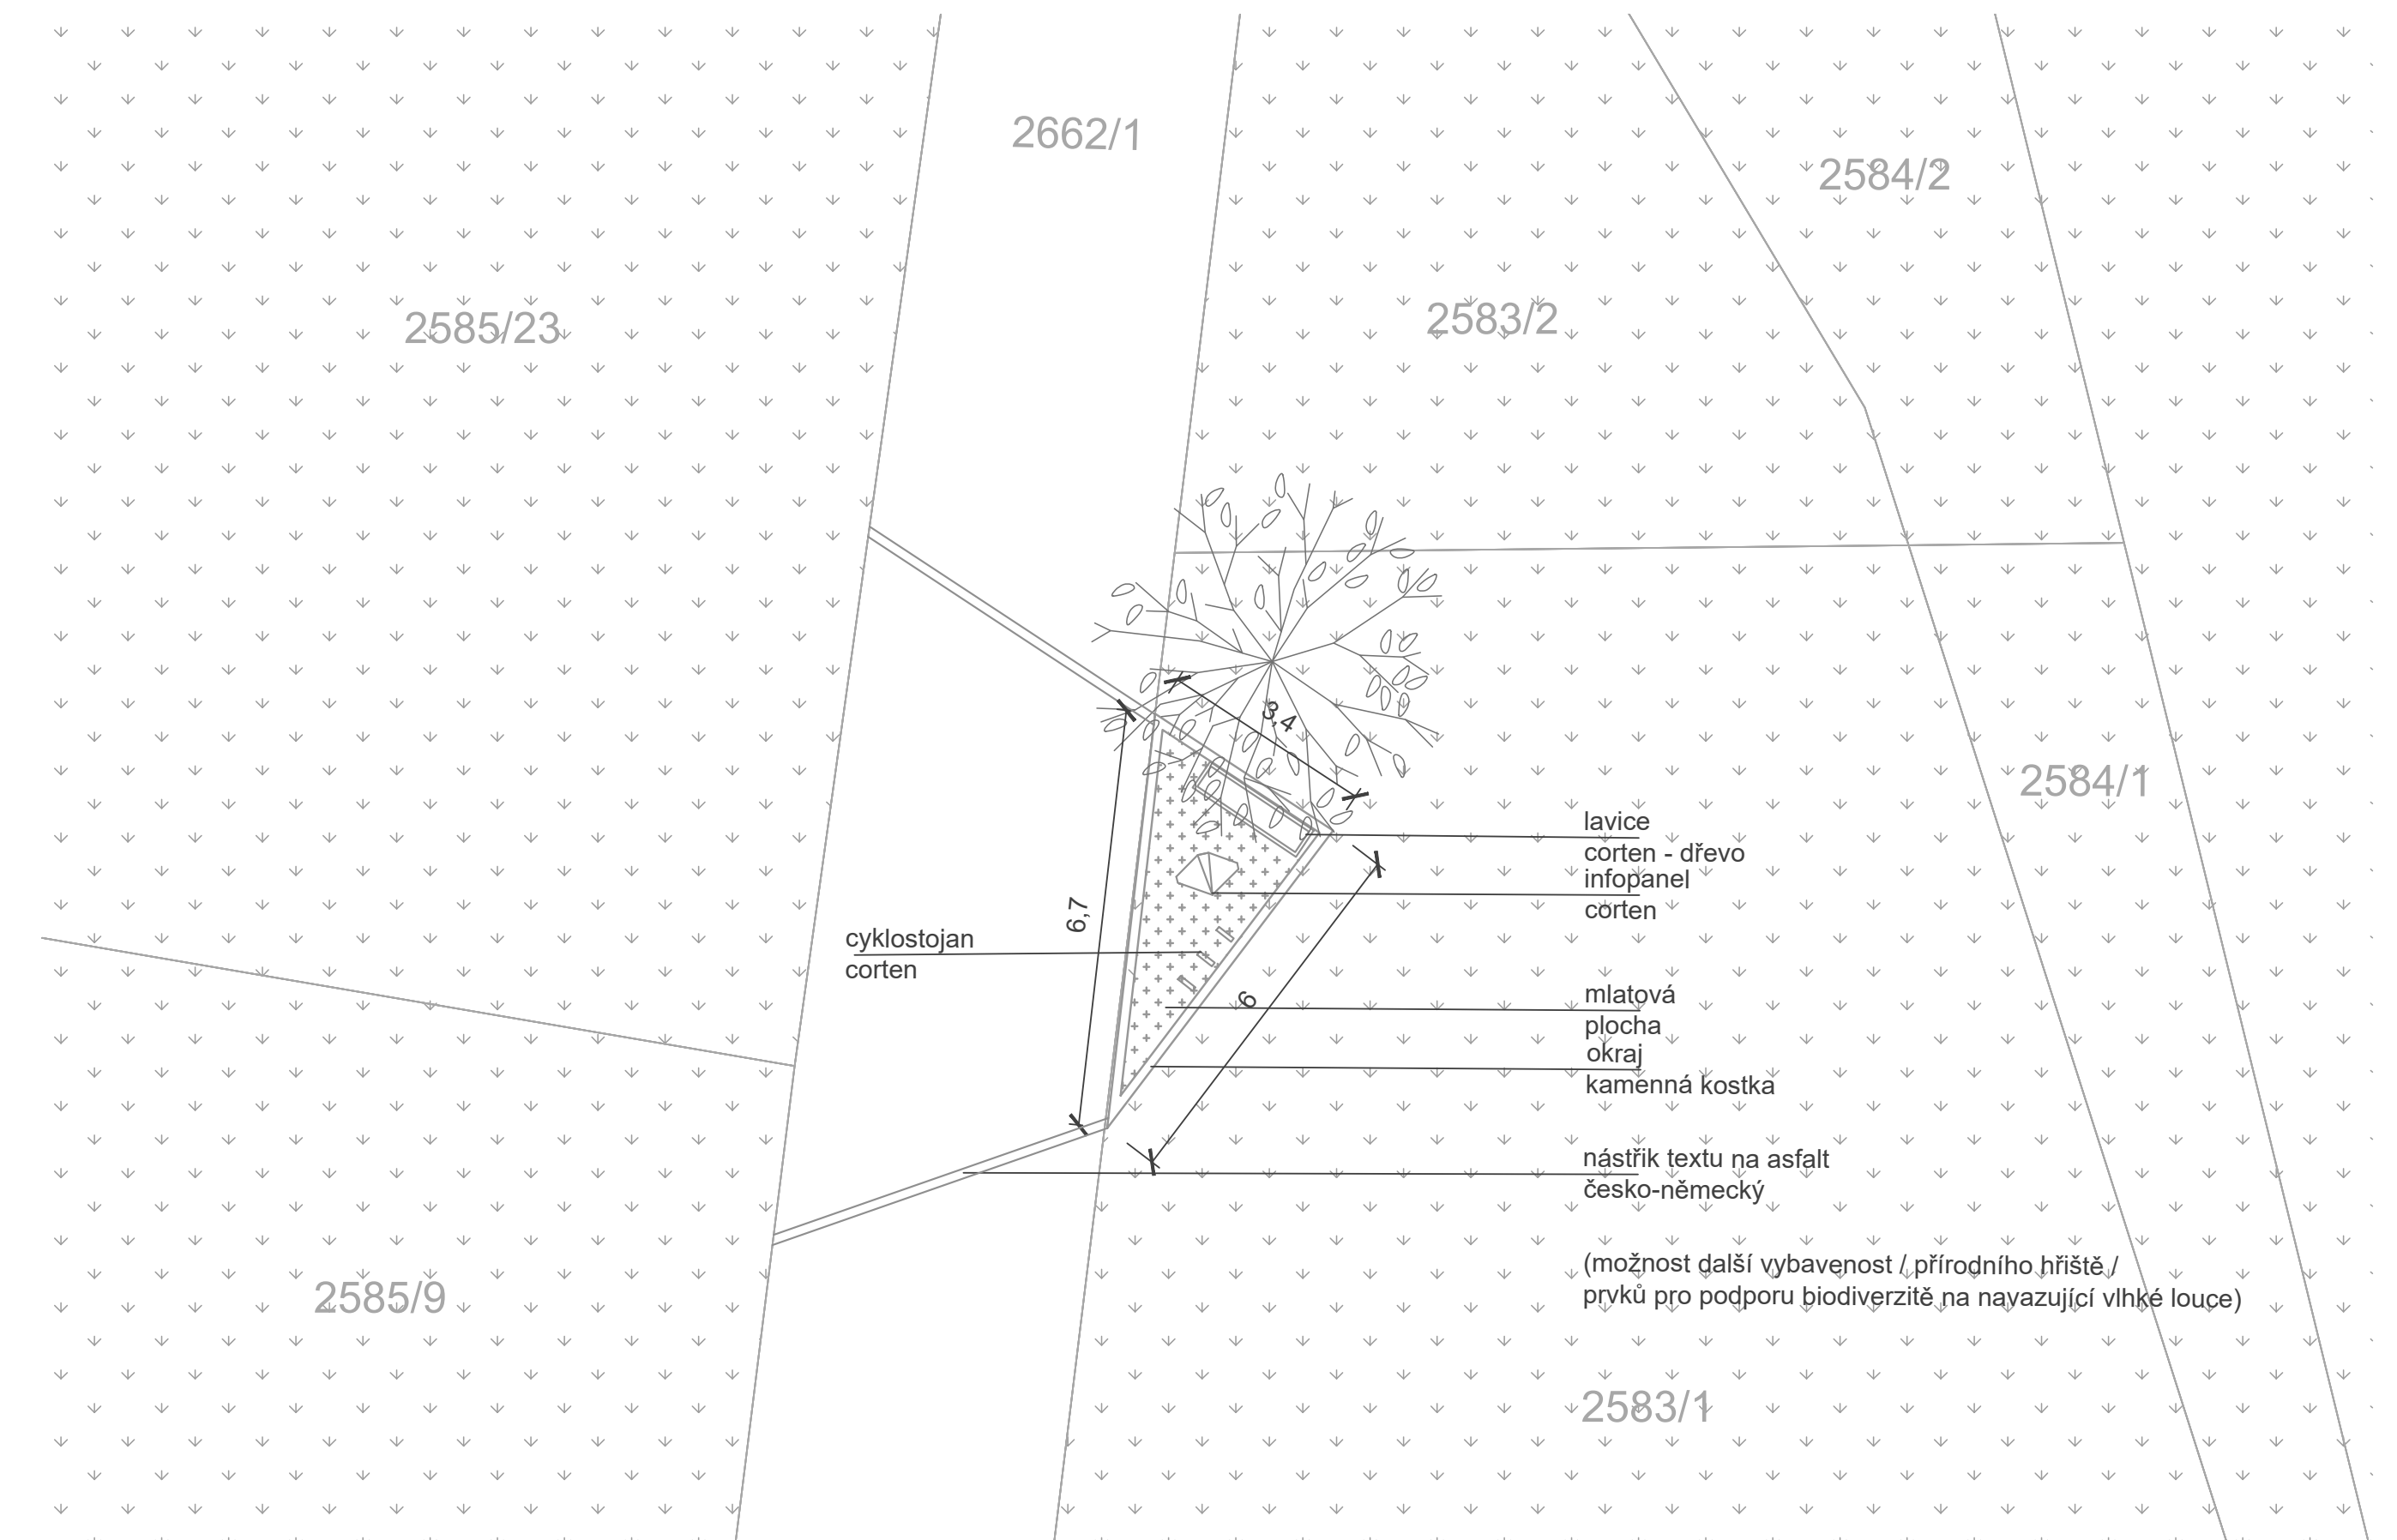 2662/1
2584/2
2583/2
2585/23
3,4
2584/1
lavice
corten - dřevo
infopanel
corten
6,7
cyklostojan
corten
6
mlatová
plocha
okraj
kamenná kostka
nástřik textu na asfalt
česko-německý
(možnost další vybavenost / přírodního hřiště /
prvků pro podporu biodiverzitě na navazující vlhké louce)
2585/9
2583/1